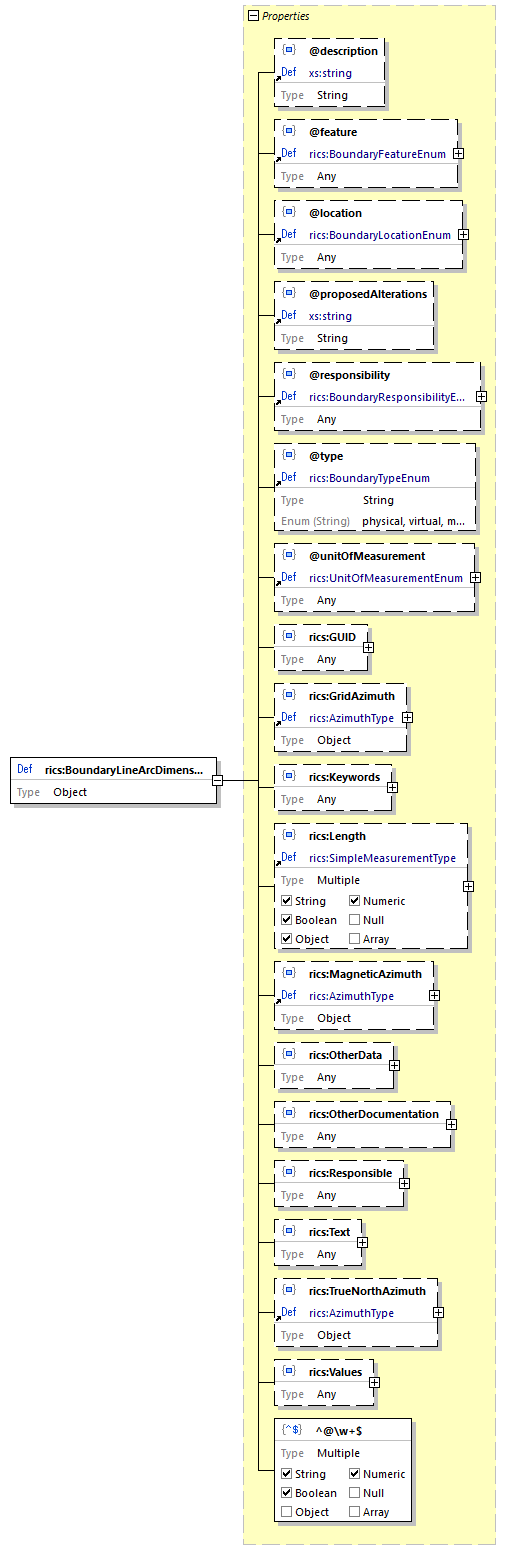 Properties
@description
Def xs:string
Type String
@feature
Def rics:BoundaryFeatureEnum
Type Any
@location
Def rics:BoundaryLocationEnum
Type Any
@proposedAlterations
Def xs:string
Type String
@responsibility
Def rics:BoundaryResponsibilityE...
Type Any
@type
Def rics:BoundaryTypeEnum
Type String
Enum (String) physical, virtual, m...
@unitOfMeasurement
Def rics:UnitOfMeasurementEnum
Type Any
rics:GUID
Type Any
rics:GridAzimuth
Def rics:AzimuthType
Type Object
Def rics:BoundaryLineArcDimens...
Type Object
rics:Keywords
Type Any
rics:Length
Def rics:SimpleMeasurementType
Type Multiple
String Numeric
Boolean Null
Object Array
rics:MagneticAzimuth
Def rics:AzimuthType
Type Object
rics:OtherData
Type Any
rics:OtherDocumentation
Type Any
rics:Responsible
Type Any
rics:Text
Type Any
rics:TrueNorthAzimuth
Def rics:AzimuthType
Type Object
rics:Values
Type Any
{^$} ^@\w+$
Type Multiple
String Numeric
Boolean Null
Object Array